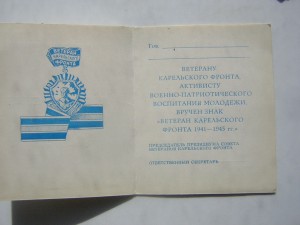 ВЕТЕРАН
КАРЕЛЬСКОГО
ФРОНТА
Тов.
ВЕТЕРАНУ
КАРЕЛЬСКОГО ФРОНТА,
АКТИВИСТУ
ВОЕННО-ПАТРИОТИЧЕСКОГО
ВОСПИТАНИЯ МОЛОДЕЖИ
ВРУЧЕН ЗНАК
«ВЕТЕРАН КАРЕЛЬСКОГО
ФРОНТА 1941—1945 гг.»
ПРЕДСЕДАТЕЛЬ ПРЕЗИДИУМА СОВЕТА
ВЕТЕРАНОВ КАРЕЛЬСКОГО ФРОНТА
ОТВЕТСТВЕННЫЙ СЕКРЕТАРЬ